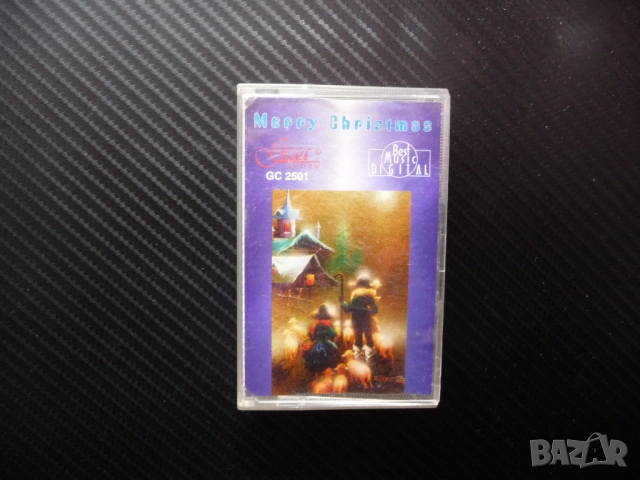 Merry Christmas
GC 2501
Best
Music
DIGITAL
BAZAR